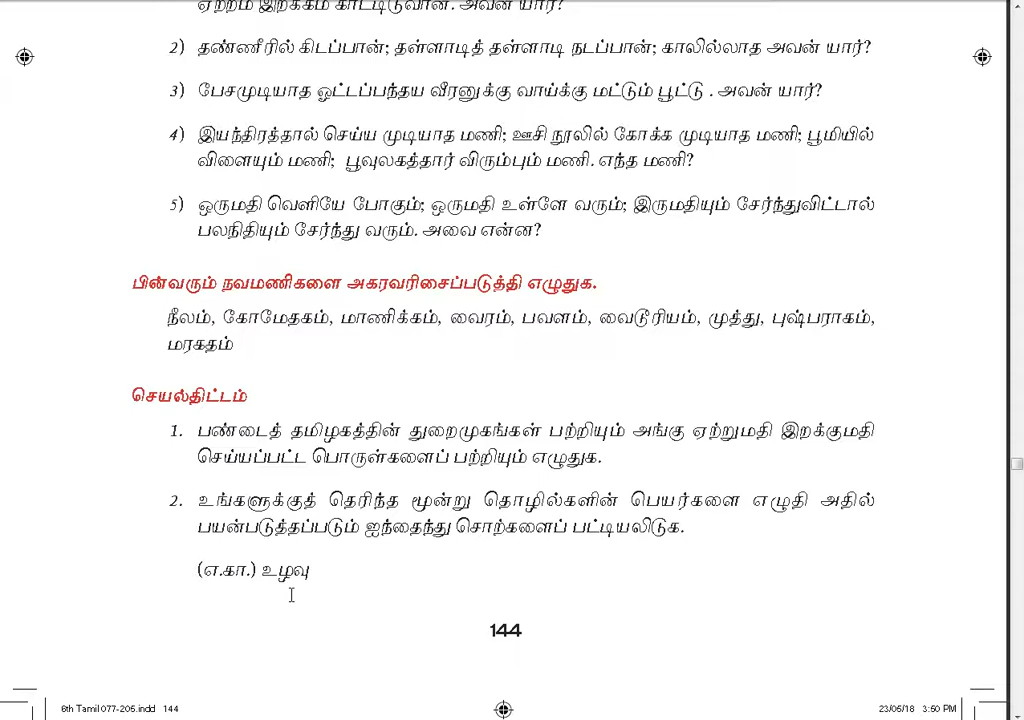 ஏற்றம் இறக்கம் காட்டிடுவான். அவன் யார்?
2) தண்ணீரில் கிடப்பான்; தள்ளாடித் தள்ளாடி நடப்பான்; காலில்லாத அவன் யார்?
3) பேசமுடியாத ஓட்டப்பந்தய வீரனுக்கு வாய்க்கு மட்டும் பூட்டு . அவன் யார்?
4) இயந்திரத்தால் செய்ய முடியாத மணி; ஊசி நூலில் கோக்க முடியாத மணி; பூமியில்
விளையும் மணி; பூவுலகத்தார் விரும்பும் மணி. எந்த மணி?
5) ஒருமதி வெளியே போகும்; ஒருமதி உள்ளே வரும்; இருமதியும் சேர்ந்துவிட்டால்
பலநிதியும் சேர்ந்து வரும். அவை என்ன?
பின்வரும் நவமணிகளை அகரவரிசைப்படுத்தி எழுதுக.
நீலம், கோமேதகம், மாணிக்கம், வைரம், பவளம், வைடூரியம், முத்து, புஷ்பராகம்,
மரகதம்
செயல்திட்டம்
1. பண்டைத் தமிழகத்தின் துறைமுகங்கள் பற்றியும் அங்கு ஏற்றுமதி இறக்குமதி
செய்யப்பட்ட பொருள்களைப் பற்றியும் எழுதுக.
2. உங்களுக்குத் தெரிந்த மூன்று தொழில்களின் பெயர்களை எழுதி அதில்
பயன்படுத்தப்படும் ஐந்தைந்து சொற்களைப் பட்டியலிடுக.
(எ.கா.) உழவு
144
6th Tamil 077-205.indd 144 23/05/18 3:50 PM